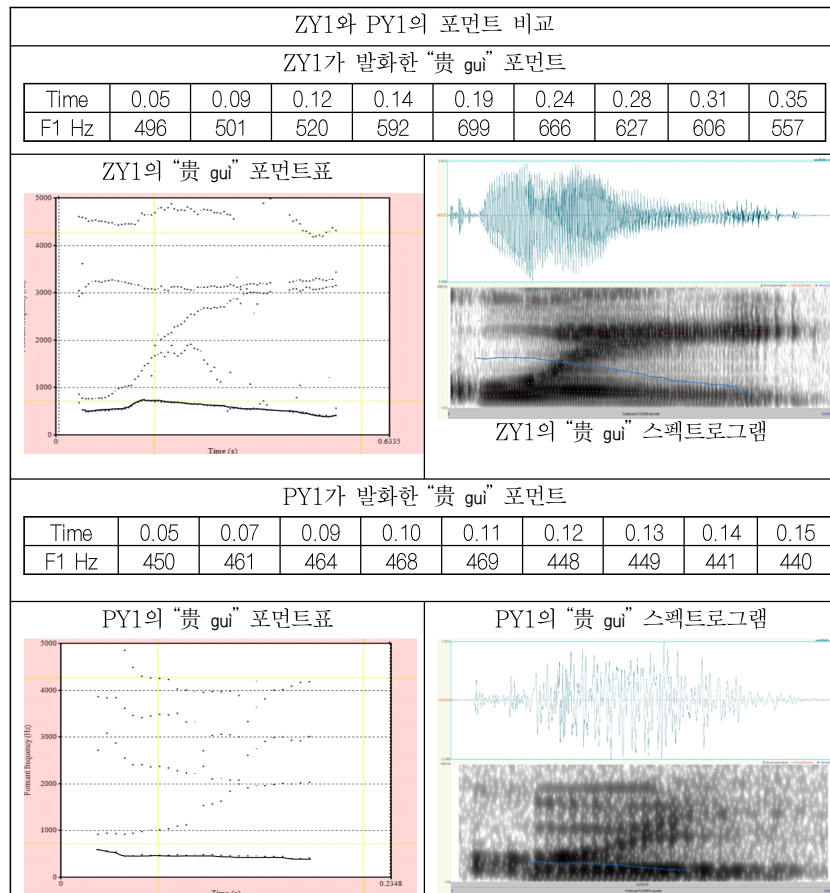 ZY1와 PY1의 포먼트 비교
ZY1가 발화한 “贵 guì” 포먼트
Time 0.05 0.09 0.12 0.14 0.19 0.24 0.28 0.31 0.35
F1 Hz 496 501 520 592 699 666 627 606 557
ZY1의 “贵 guì” 포먼트표
5000
4000
3000
2000
1000
0
0 0.6335
Time (s)
ZY1의 “贵 guì” 스펙트로그램
PY1가 발화한 “贵 guì” 포먼트
Time 0.05 0.07 0.09 0.10 0.11 0.12 0.13 0.14 0.15
F1 Hz 450 461 464 468 469 448 449 441 440
PY1의 “贵 guì” 포먼트표
PY1의 “贵 guì” 스펙트로그램
Formant frequency (Hz)
5000
4000
3000
2000
1000
0
0 0.2348
Time (s)